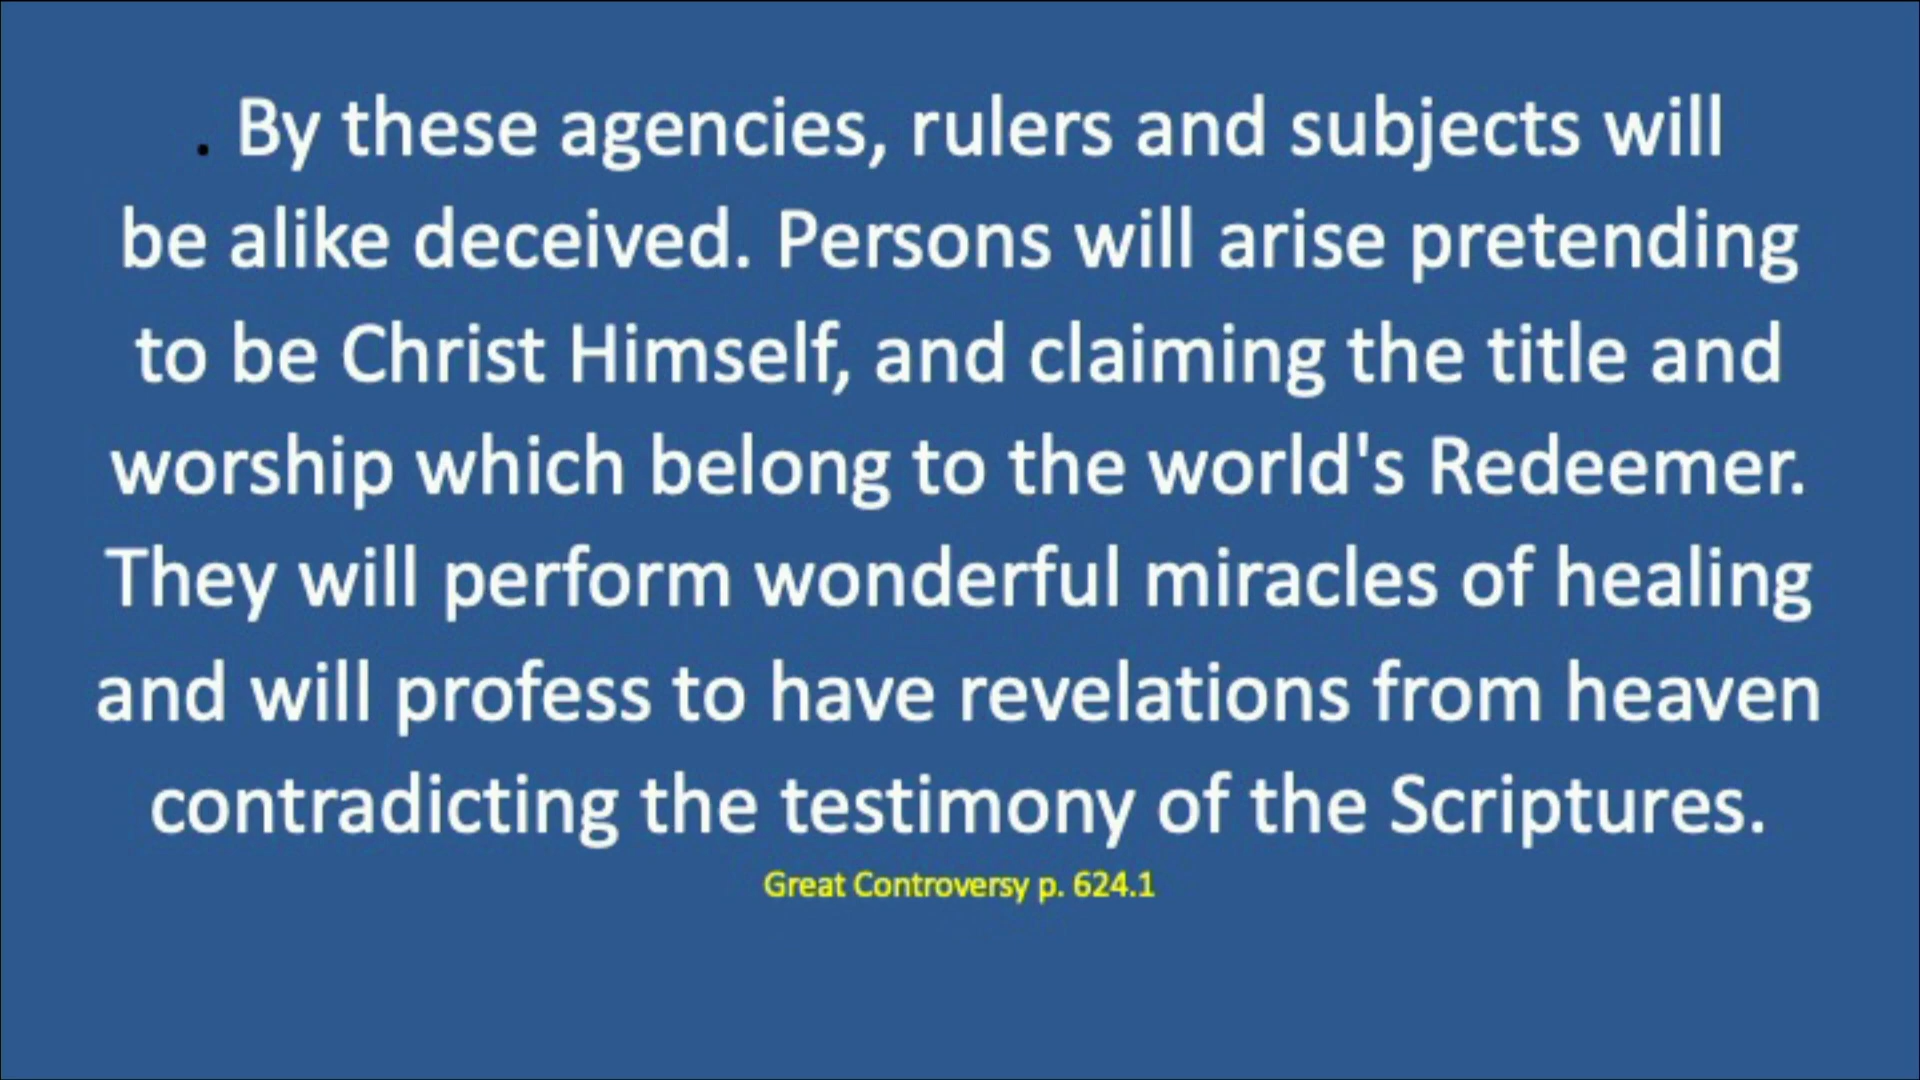 . By these agencies, rulers and subjects will
be alike deceived. Persons will arise pretending
to be Christ Himself, and claiming the title and
worship which belong to the world's Redeemer.
They will perform wonderful miracles of healing
and will profess to have revelations from heaven
contradicting the testimony of the Scriptures.
Great Controversy p. 624.1